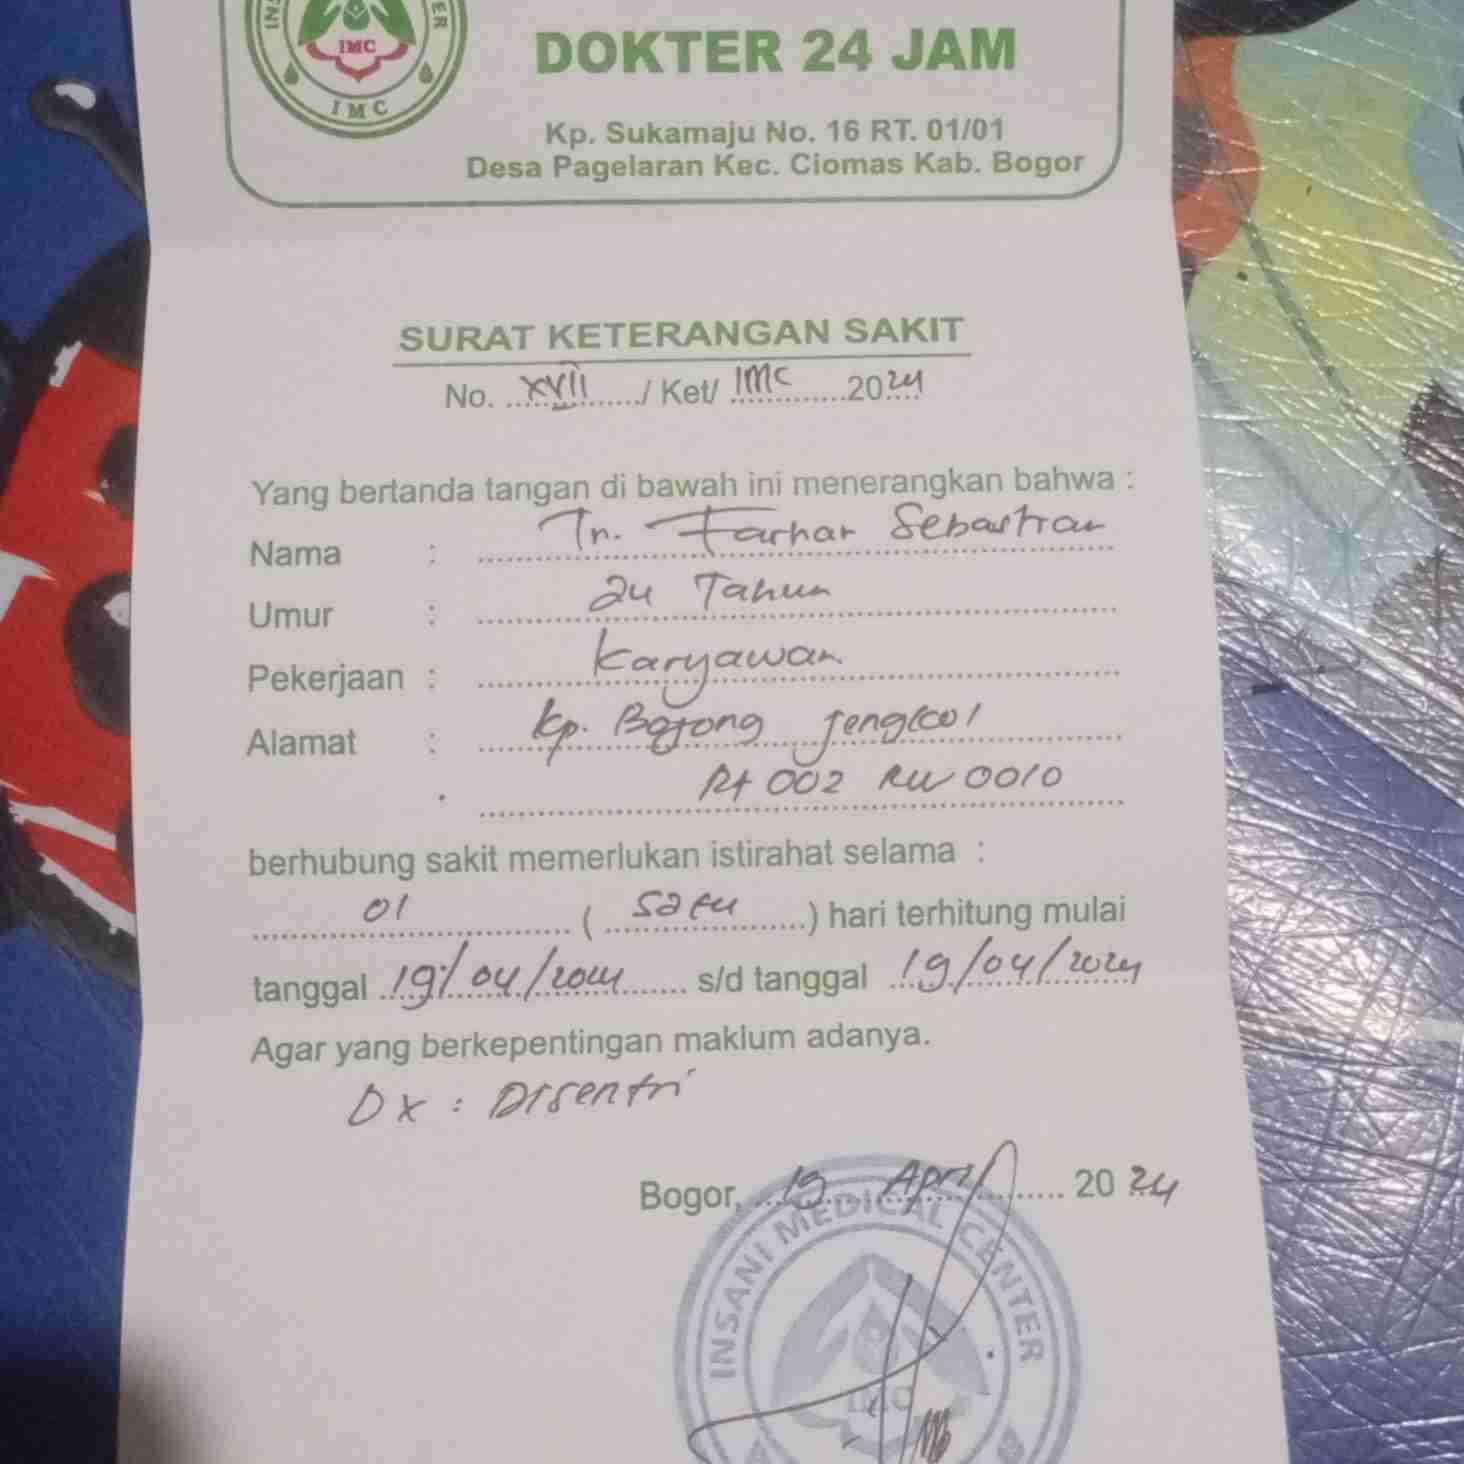 IMC
IMC
DOKTER 24 JAM
Kp. Sukamaju No. 16 RT. 01/01
Desa Pagelaran Kec. Ciomas Kab. Bogor
SURAT KETERANGAN SAKIT
No. XVII / Ket/ IMC 2024
Yang bertanda tangan di bawah ini menerangkan bahwa :
Nama : Tn. Farhan Sebastian
Umur : 24 Tahun
Pekerjaan : Karyawan
Alamat : Kp. Bojong Jengkol
Rt 002 RW 0010
berhubung sakit memerlukan istirahat selama :
01 ( satu ) hari terhitung mulai
tanggal 19/04/2024 s/d tanggal 19/04/2024
Agar yang berkepentingan maklum adanya.
DX : Disentri
Bogor, 19 April 2024
INSANI MEDICAL CENTER
IMC